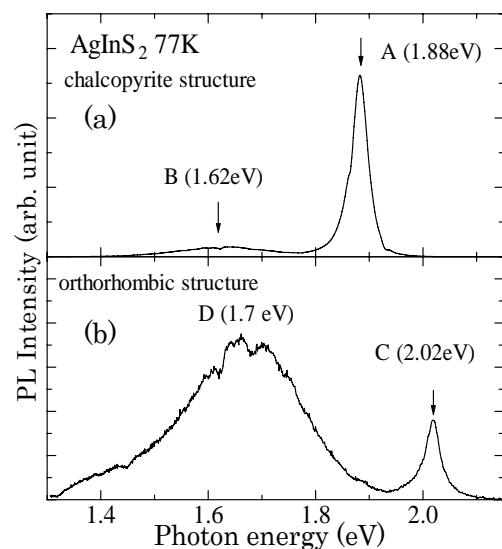 AgInS₂ 77K
chalcopyrite structure
(a)
A (1.88eV)
B (1.62eV)
orthorhombic structure
(b)
D (1.7 eV)
C (2.02eV)
PL Intensity (arb. unit)
1.4 1.6 1.8 2.0
Photon energy (eV)